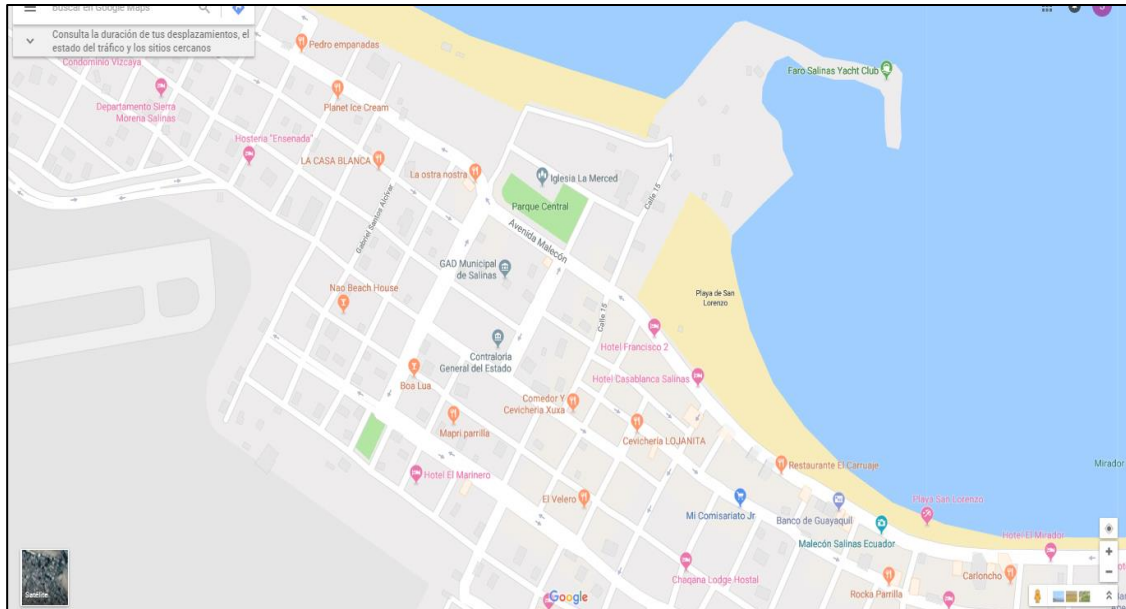 Buscar en Google Maps
Consulta la duración de tus desplazamientos, el
estado del tráfico y los sitios cercanos
Pedro empanadas
Condominio Vizcaya
Faro Salinas Yacht Club
Departamento Sierra
Morena Salinas
Planet Ice Cream
Hosteria "Ensenada"
LA CASA BLANCA
La ostra nostra
Iglesia La Merced
Calle 15
Parque Central
Gabriel Santos Alcívar
Avenida Malecón
GAD Municipal
de Salinas
Nao Beach House
Playa de San
Lorenzo
Calle 15
Hotel Francisco 2
Contraloría
General del Estado
Hotel Casablanca Salinas
Boa Lua
Comedor Y
Cevicheria Xuxa
Mapri parrilla
Cevichería LOJANITA
Restaurante El Carruaje
Mirador
Hotel El Marinero
El Velero
Mi Comisariato Jr
Banco de Guayaquil
Playa San Lorenzo
Malecón Salinas Ecuador
Hotel El Mirador
Chaqana Lodge Hostal
Carloncho
Rocka Parrilla
Satélite
Google